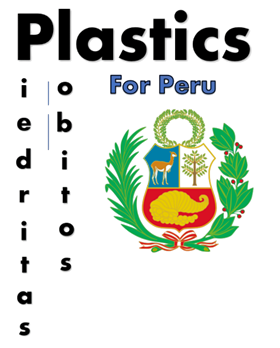 Plastics
For Peru
iedritas
obitos